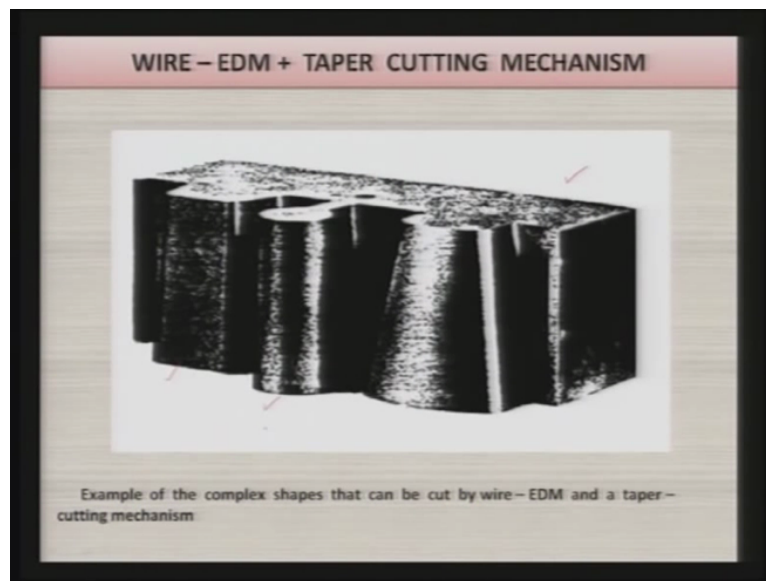 WIRE – EDM + TAPER CUTTING MECHANISM
Example of the complex shapes that can be cut by wire – EDM and a taper –
cutting mechanism